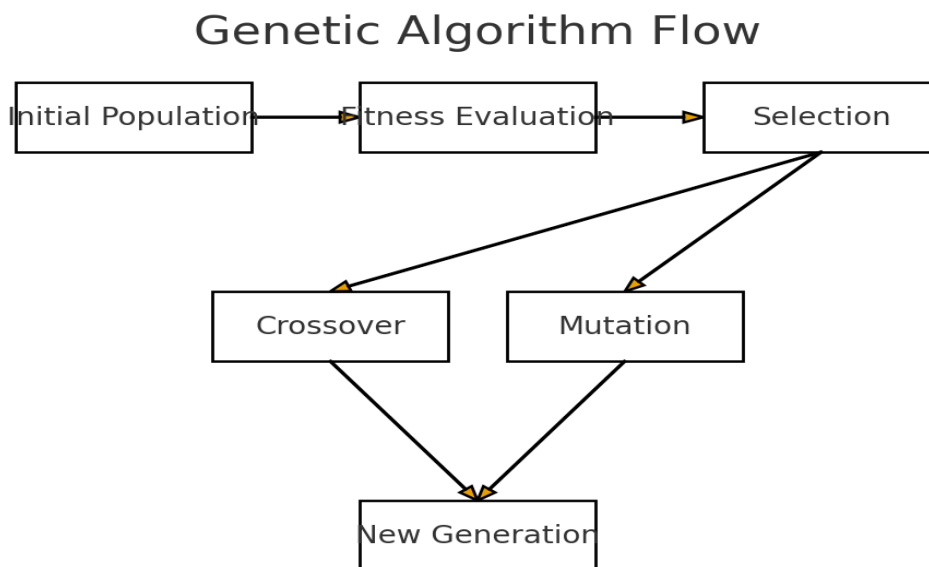 Genetic Algorithm Flow
Initial Population
Fitness Evaluation
Selection
Crossover
Mutation
New Generation